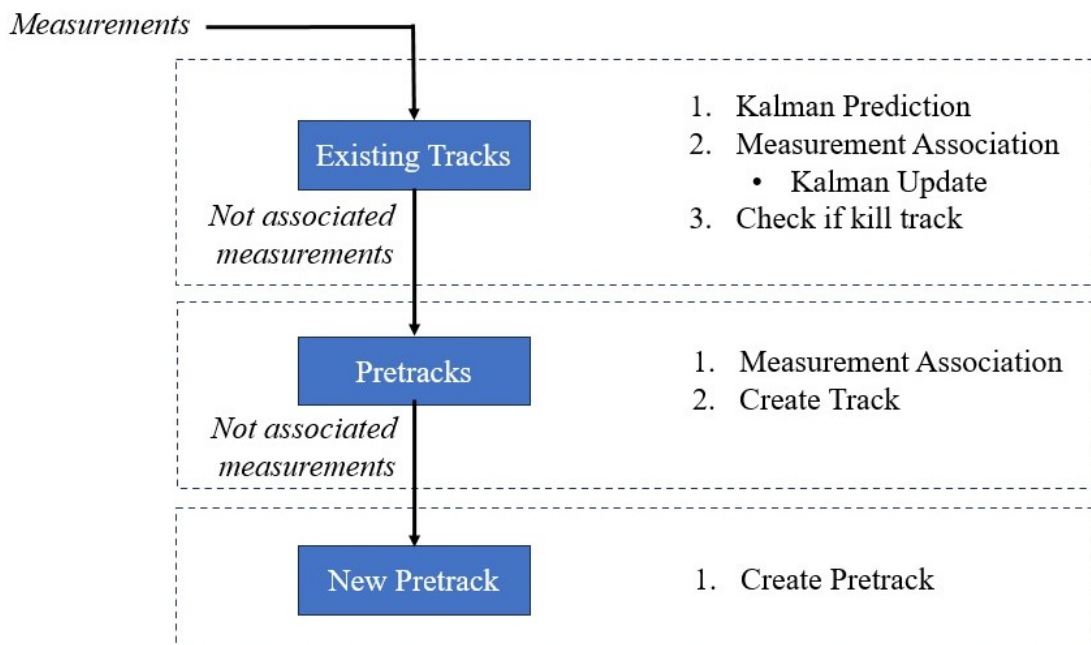 Measurements
Existing Tracks
1. Kalman Prediction
2. Measurement Association
• Kalman Update
3. Check if kill track
Not associated
measurements
Pretracks
1. Measurement Association
2. Create Track
Not associated
measurements
New Pretrack
1. Create Pretrack